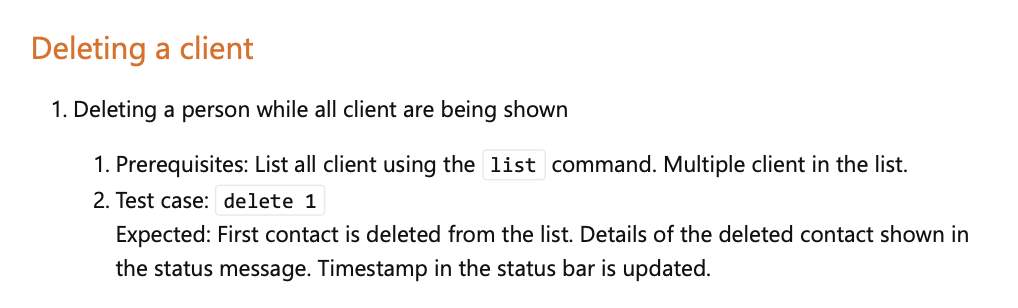 Deleting a client
1. Deleting a person while all client are being shown
1. Prerequisites: List all client using the list command. Multiple client in the list.
2. Test case: delete 1
Expected: First contact is deleted from the list. Details of the deleted contact shown in
the status message. Timestamp in the status bar is updated.